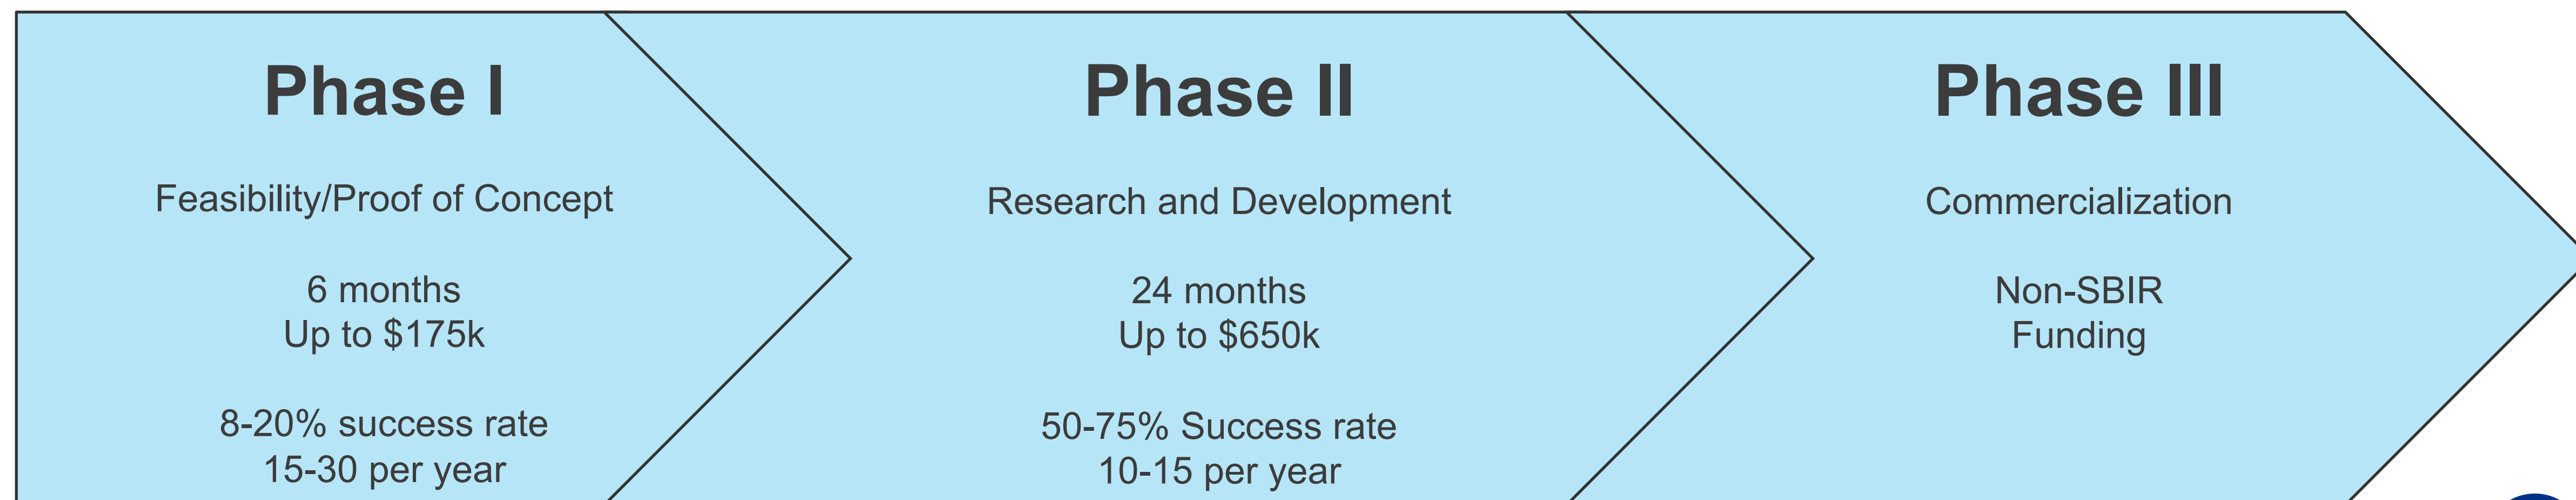 Phase I
Feasibility/Proof of Concept
6 months
Up to $175k
8-20% success rate
15-30 per year
Phase II
Research and Development
24 months
Up to $650k
50-75% Success rate
10-15 per year
Phase III
Commercialization
Non-SBIR
Funding